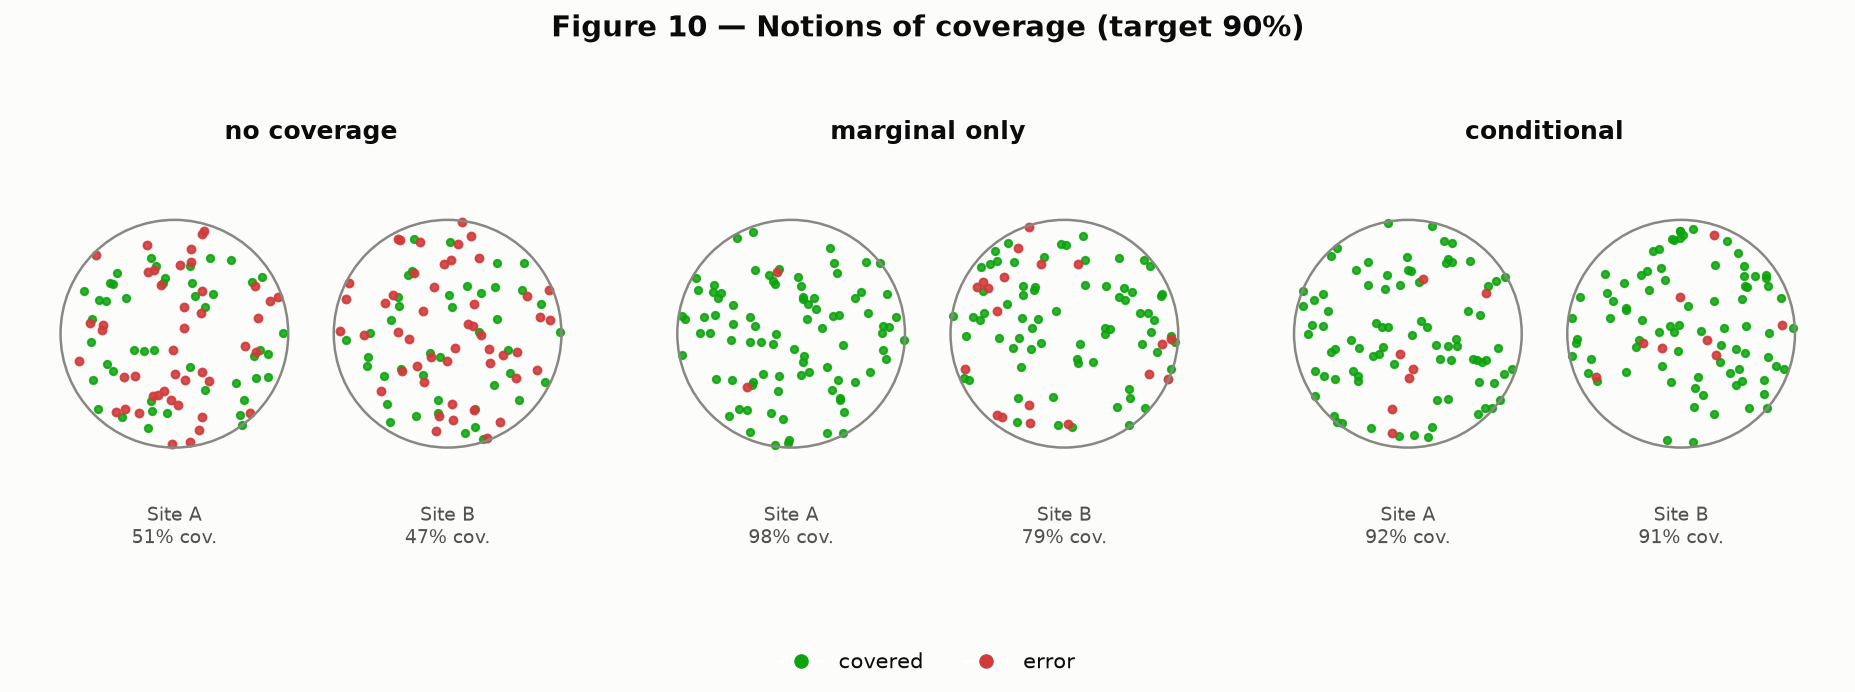 Figure 10 — Notions of coverage (target 90%)
no coverage
marginal only
conditional
Site A
51% cov.
Site B
47% cov.
Site A
98% cov.
Site B
79% cov.
Site A
92% cov.
Site B
91% cov.
covered
error